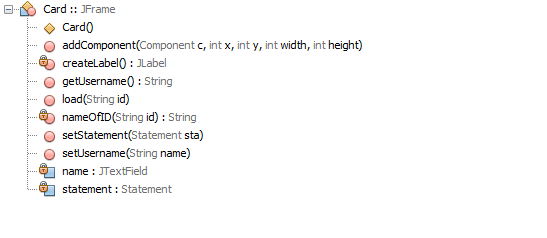 Card :: JFrame
Card()
addComponent(Component c, int x, int y, int width, int height)
createLabel() : JLabel
getUsername() : String
load(String id)
nameOfID(String id) : String
setStatement(Statement sta)
setUsername(String name)
name : JTextField
statement : Statement